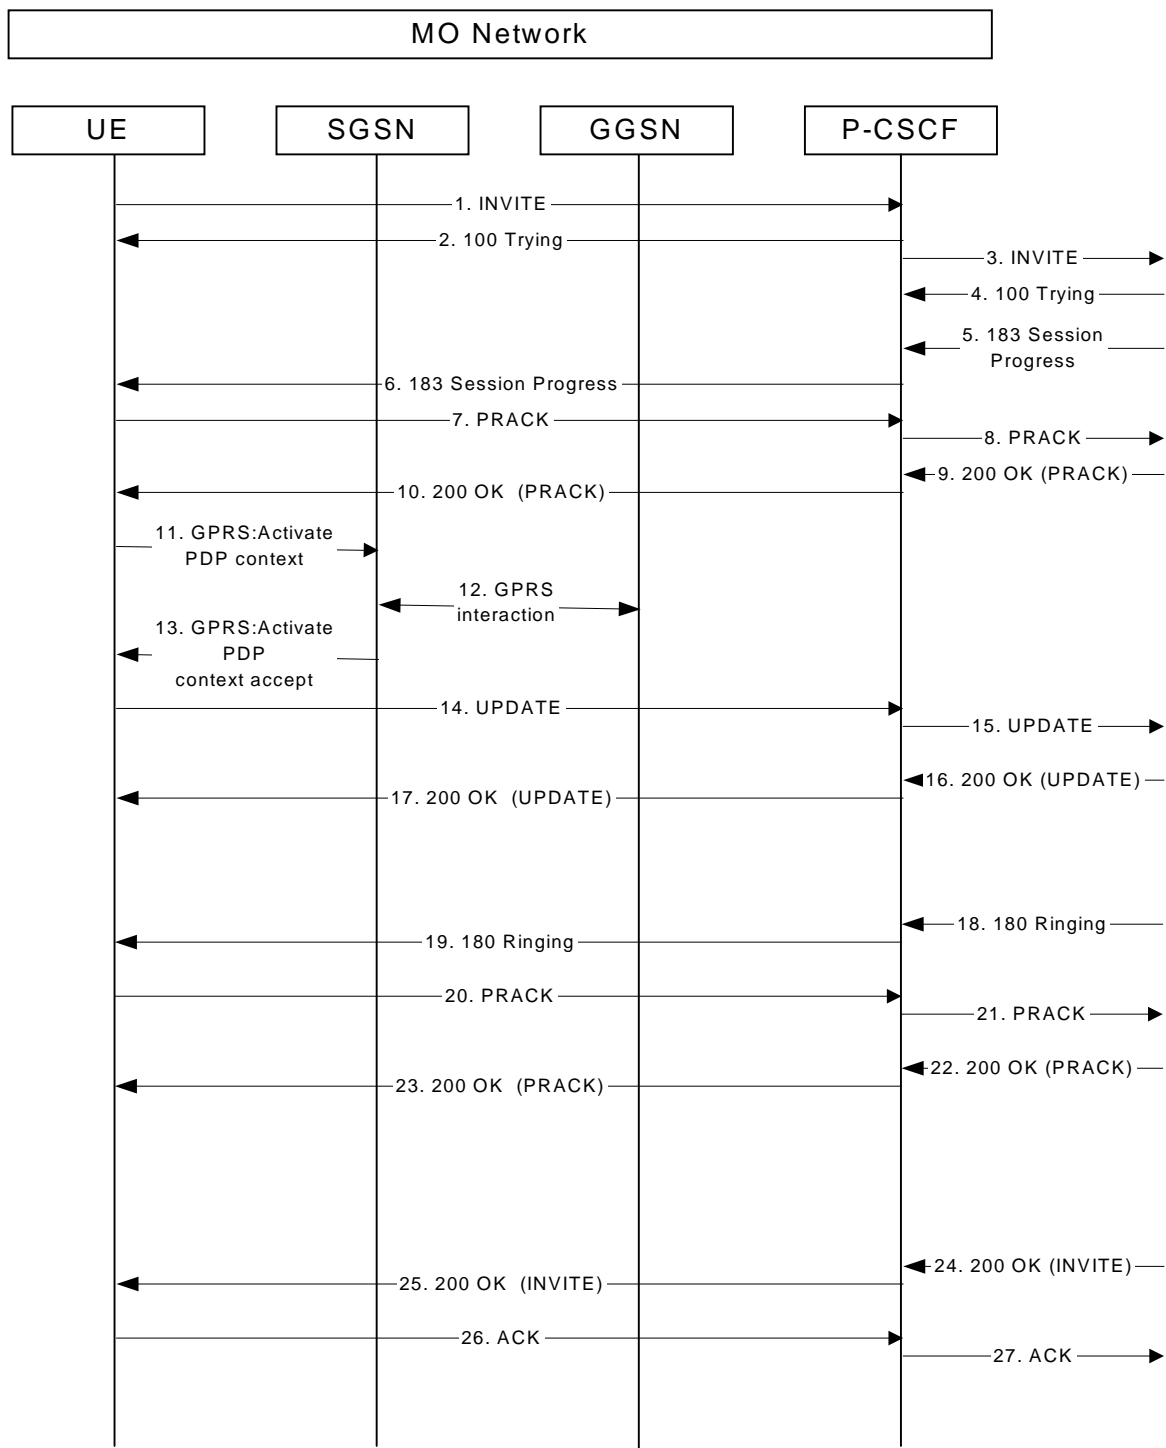 MO Network
UE
SGSN
GGSN
P-CSCF
1. INVITE
2. 100 Trying
3. INVITE
4. 100 Trying
5. 183 Session
Progress
6. 183 Session Progress
7. PRACK
8. PRACK
9. 200 OK (PRACK)
10. 200 OK (PRACK)
11. GPRS:Activate
PDP context
12. GPRS
interaction
13. GPRS:Activate
PDP
context accept
14. UPDATE
15. UPDATE
16. 200 OK (UPDATE)
17. 200 OK (UPDATE)
18. 180 Ringing
19. 180 Ringing
20. PRACK
21. PRACK
22. 200 OK (PRACK)
23. 200 OK (PRACK)
24. 200 OK (INVITE)
25. 200 OK (INVITE)
26. ACK
27. ACK